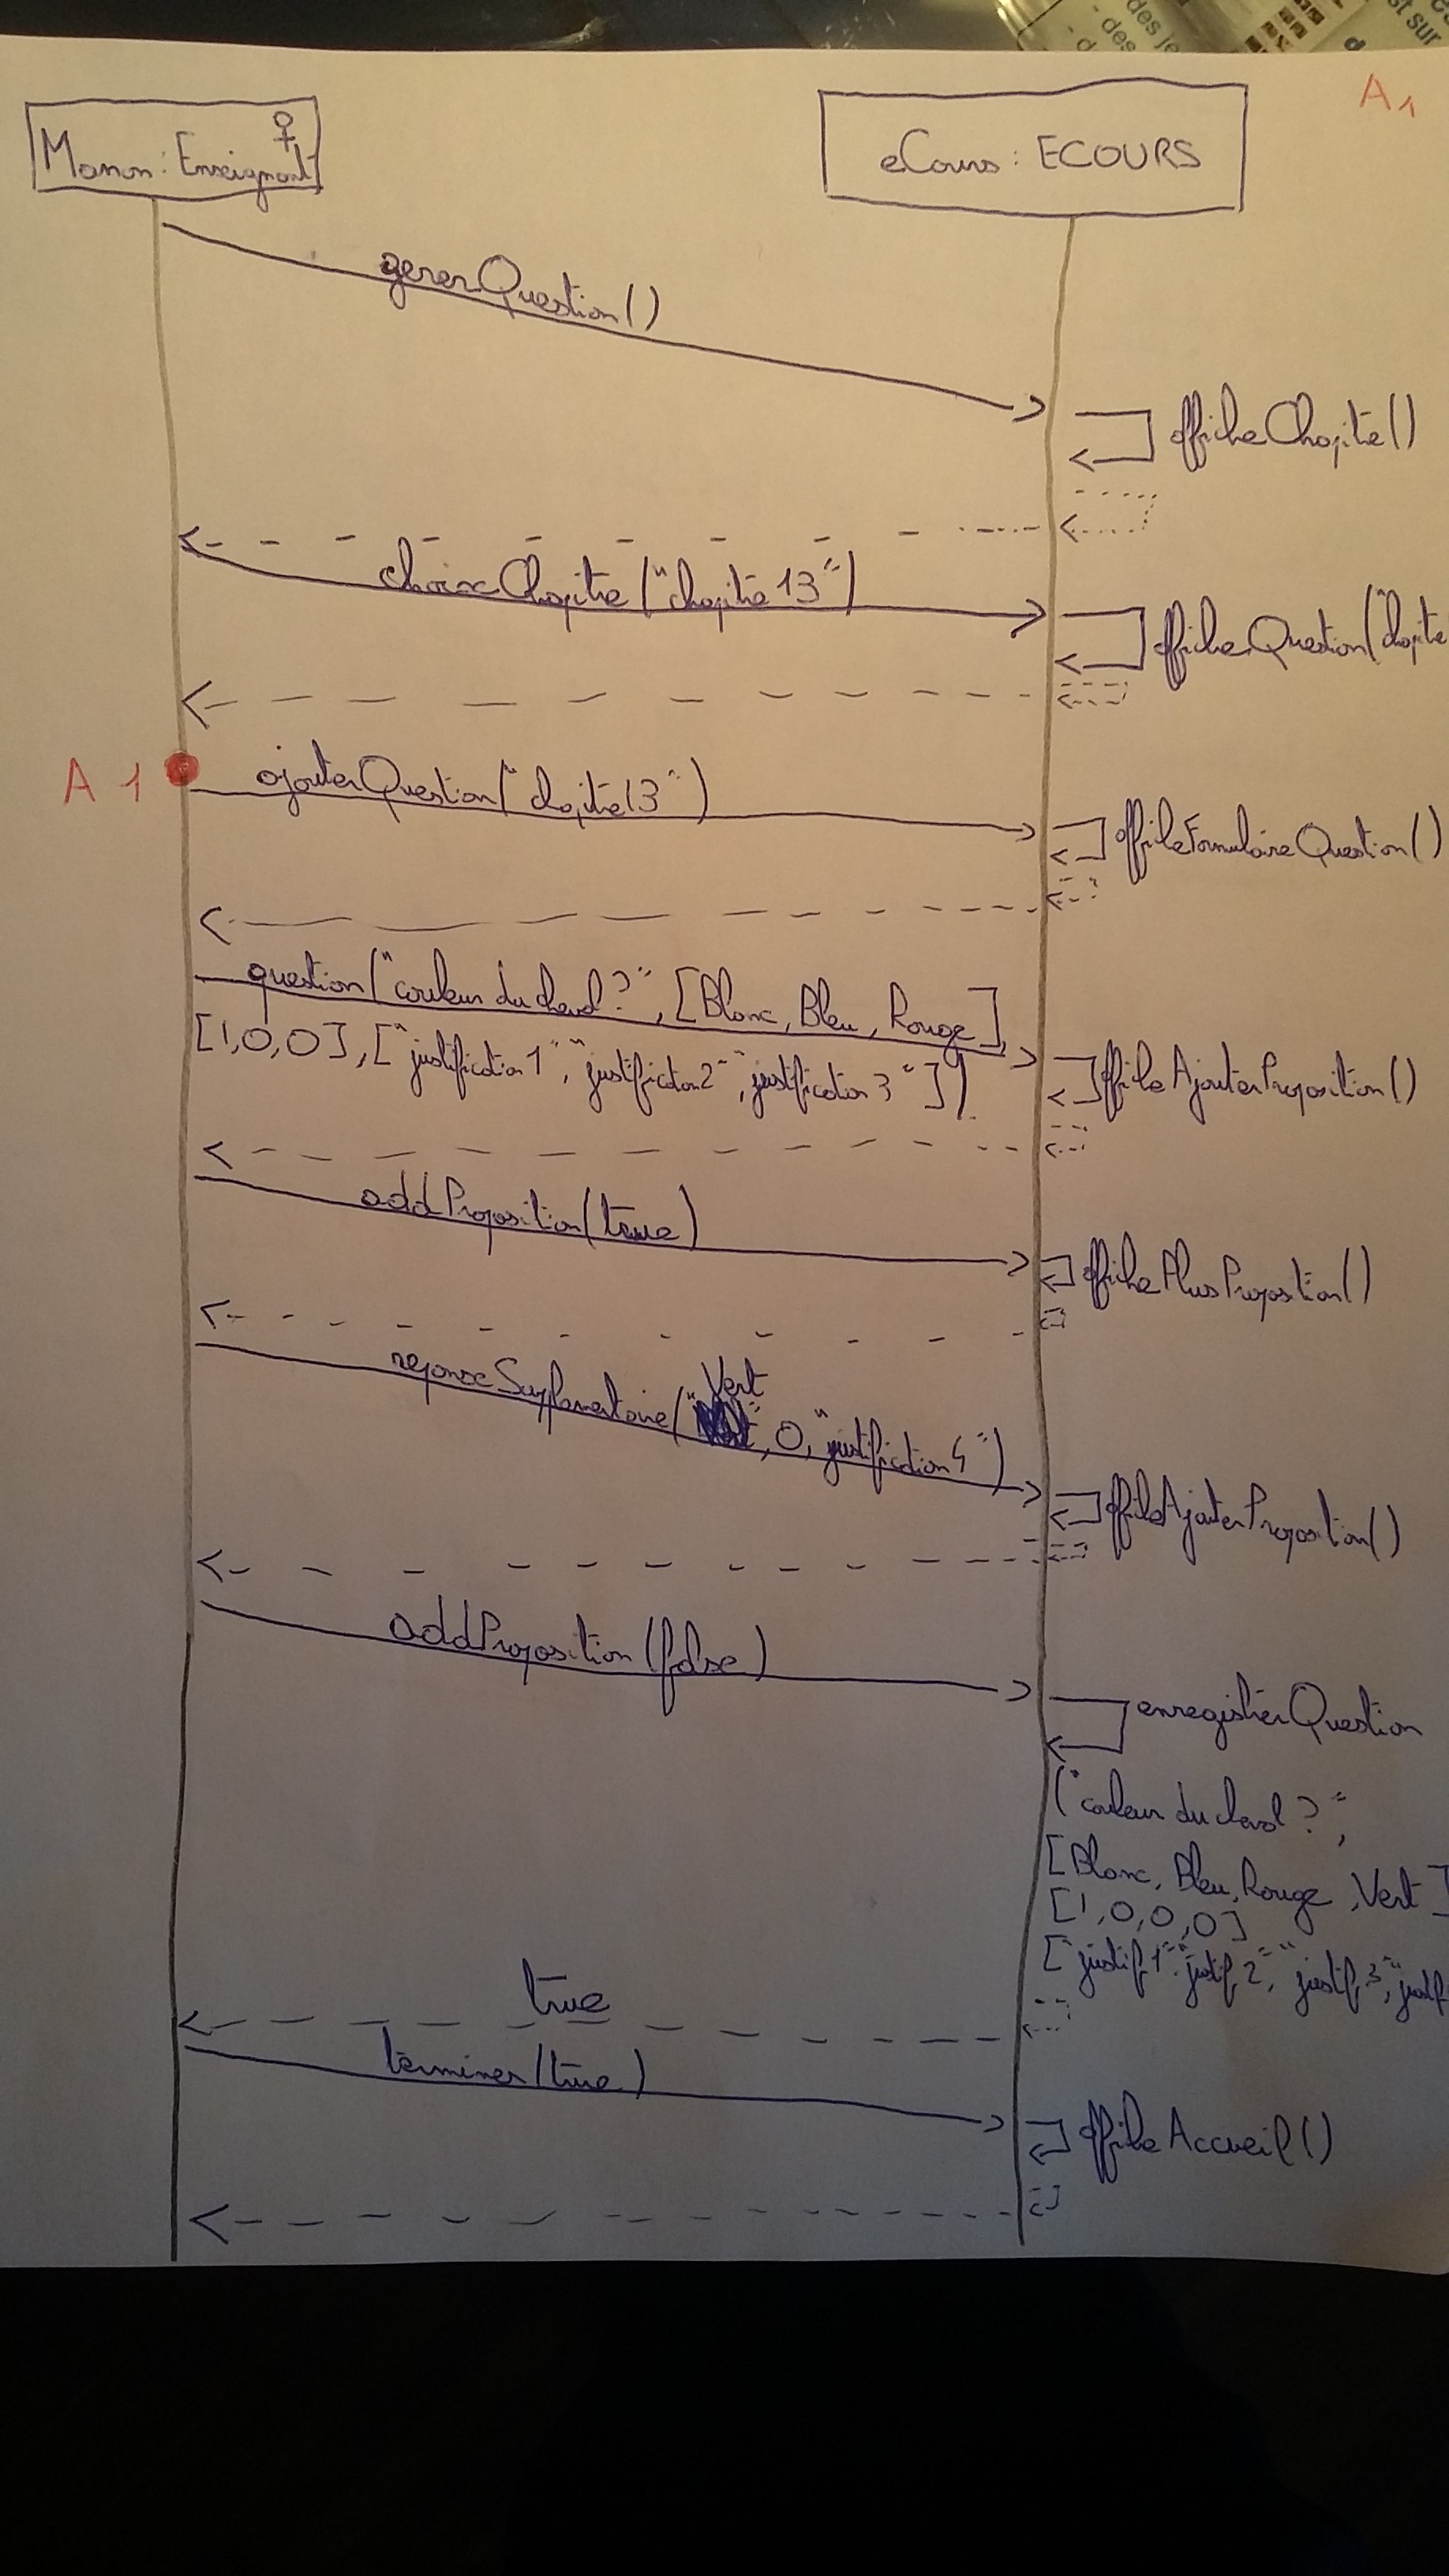 des je
- des
- d
st sur
d
A1
Manon : Enseignant
eCours : ECOURS
gererQuestion()
afficheChapitre()
choixChapitre("chapitre 13")
afficheQuestion("chapitre
A 1
ajouterQuestion("chapitre13")
afficheFormulaireQuestion()
question("couleur du cheval ?", [Blanc, Bleu, Rouge],
[1,0,0], ["justification1", "justification2", "justification3"])
afficheAjouterProposition()
addProposition(true)
affichePlusPropostion()
Vert
0, "justification4")
afficheAjouterProposition()
addProposition(false)
enregistrerQuestion
("couleur du cheval ?",
[Blanc, Bleu, Rouge, Vert]
[1,0,0,0]
["justif1", "justif2", "justif3", "justif
true
terminer(true)
afficheAccueil()